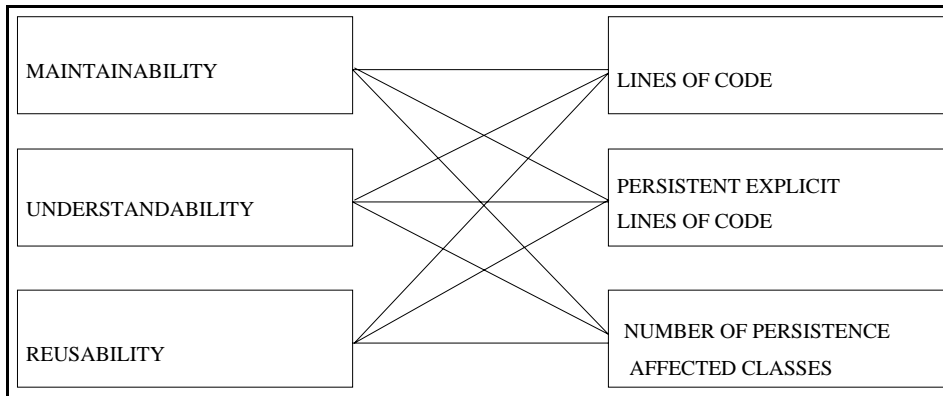 MAINTAINABILITY
LINES OF CODE
UNDERSTANDABILITY
PERSISTENT EXPLICIT
LINES OF CODE
REUSABILITY
NUMBER OF PERSISTENCE
AFFECTED CLASSES